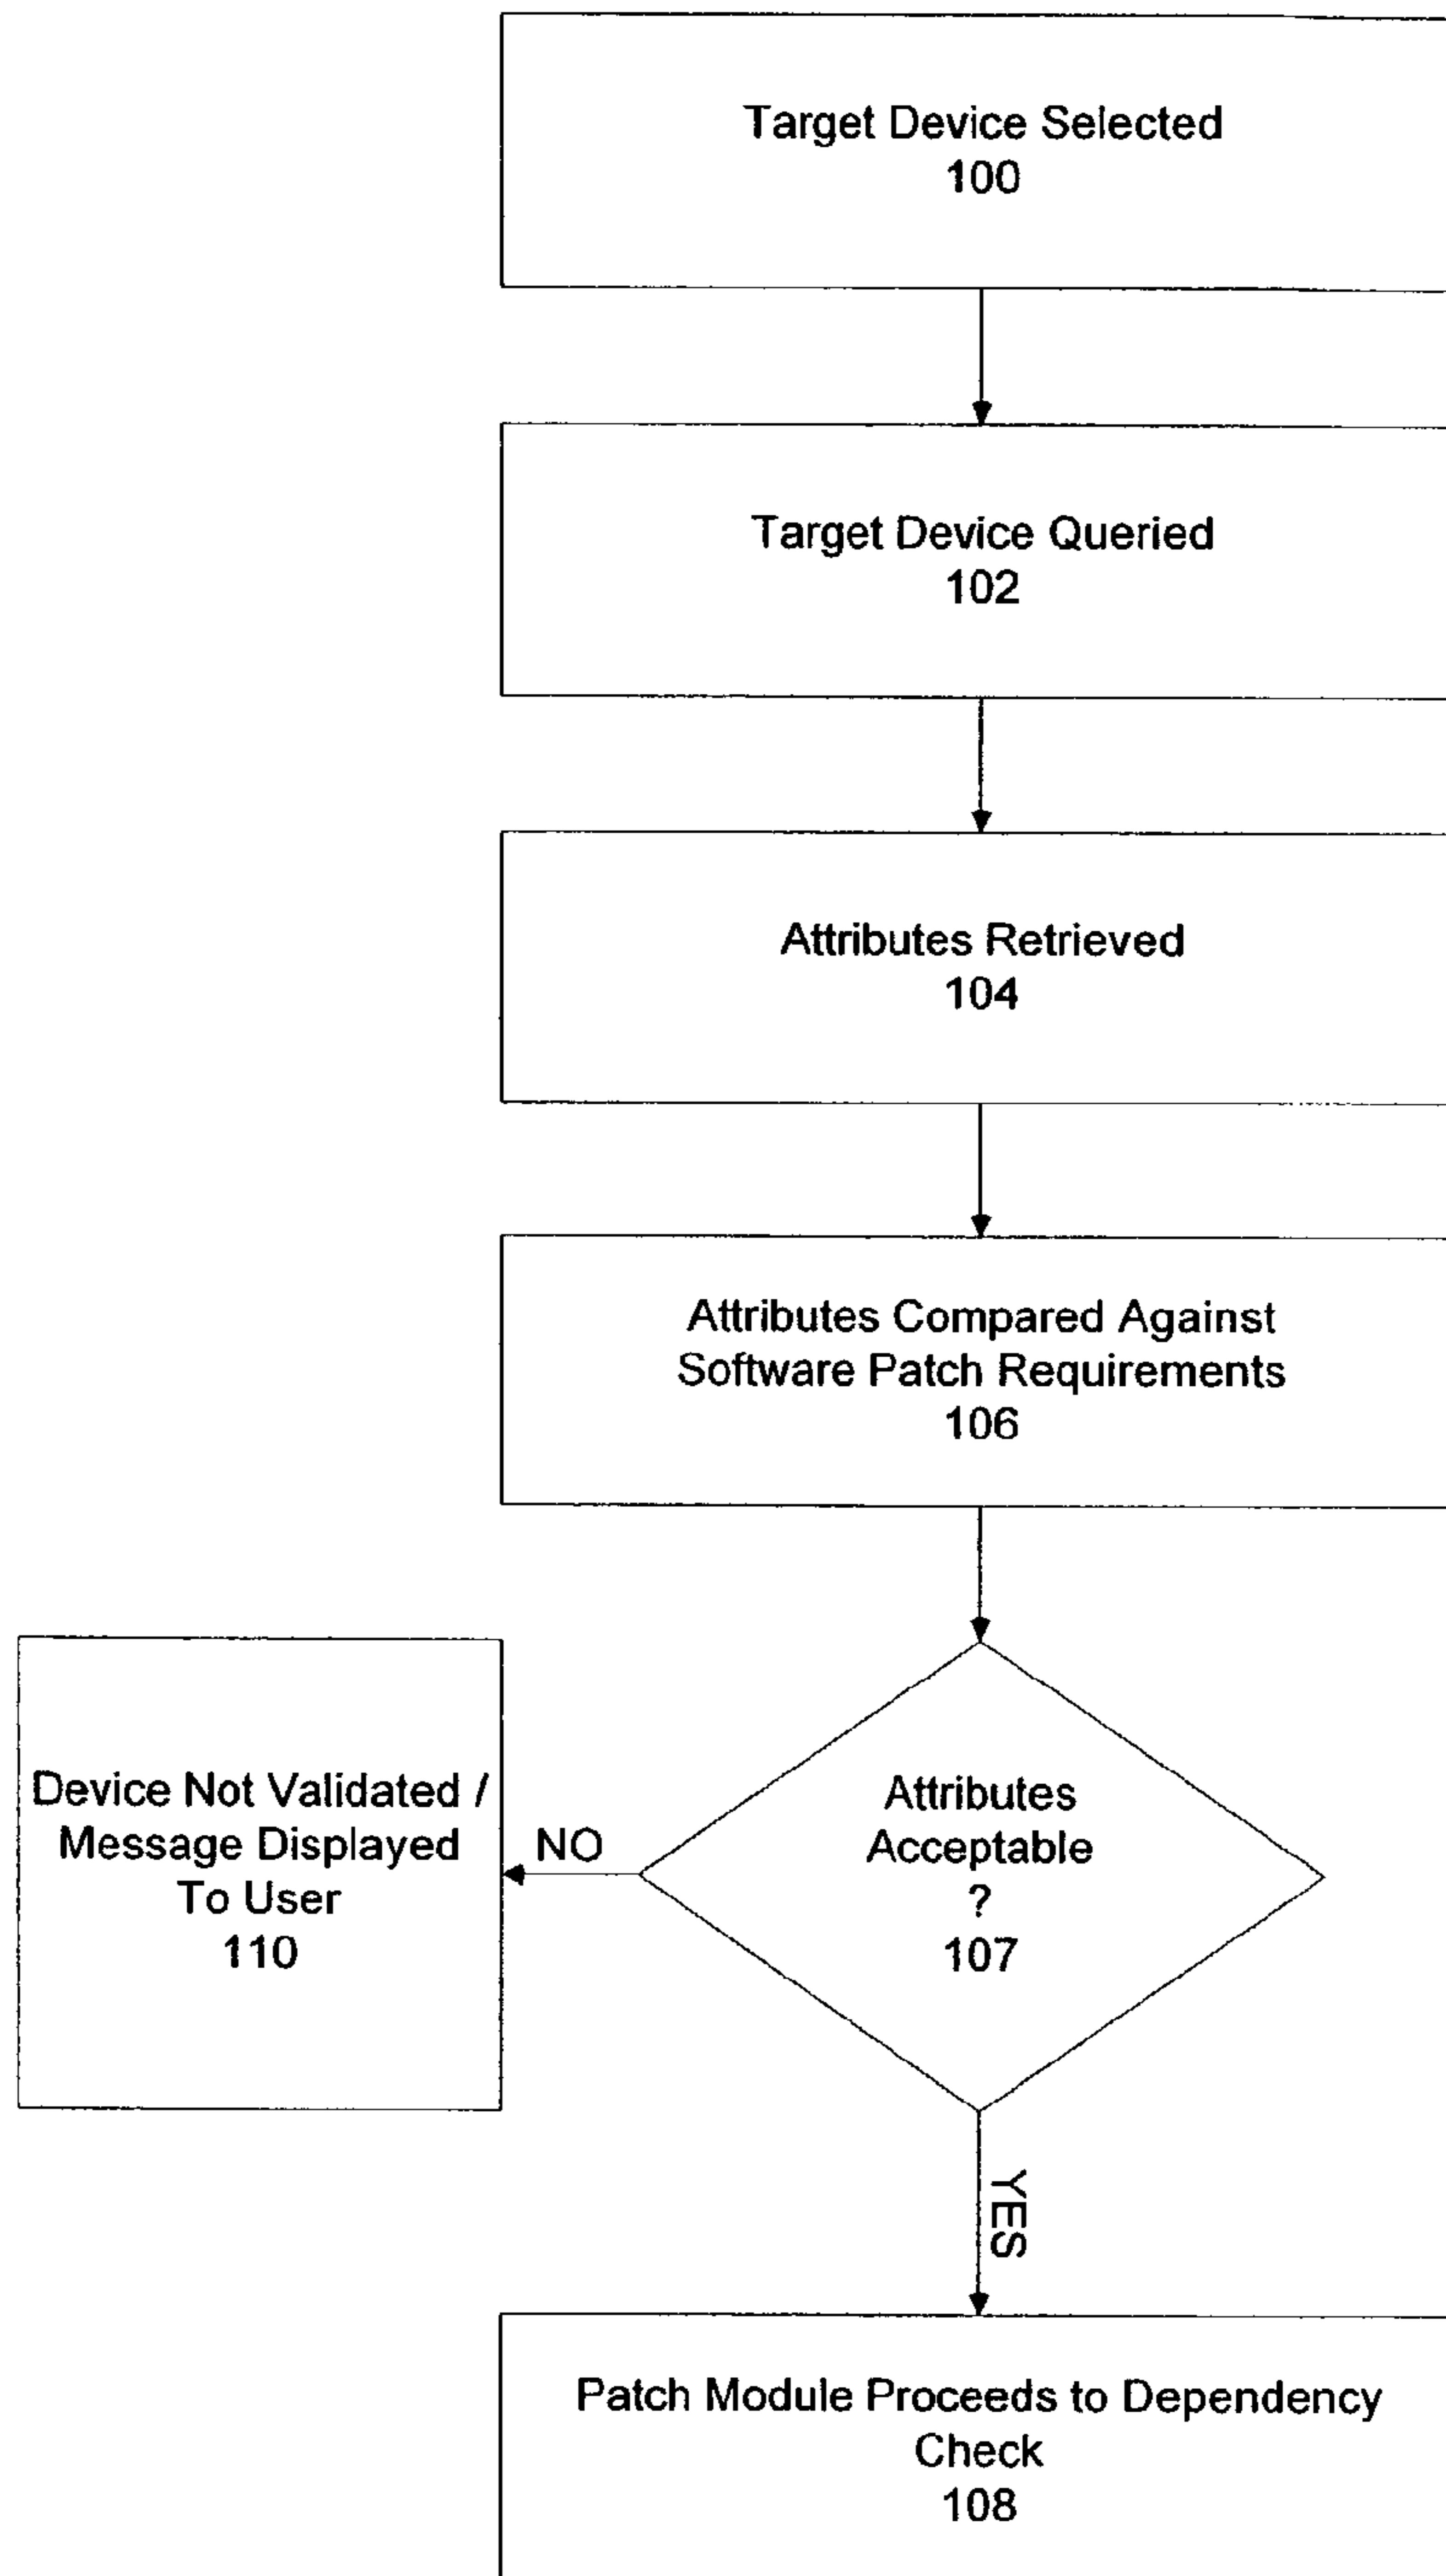 Target Device Selected
100
Target Device Queried
102
Attributes Retrieved
104
Attributes Compared Against
Software Patch Requirements
106
Attributes
Acceptable
?
107
NO
Device Not Validated /
Message Displayed
To User
110
YES
Patch Module Proceeds to Dependency
Check
108